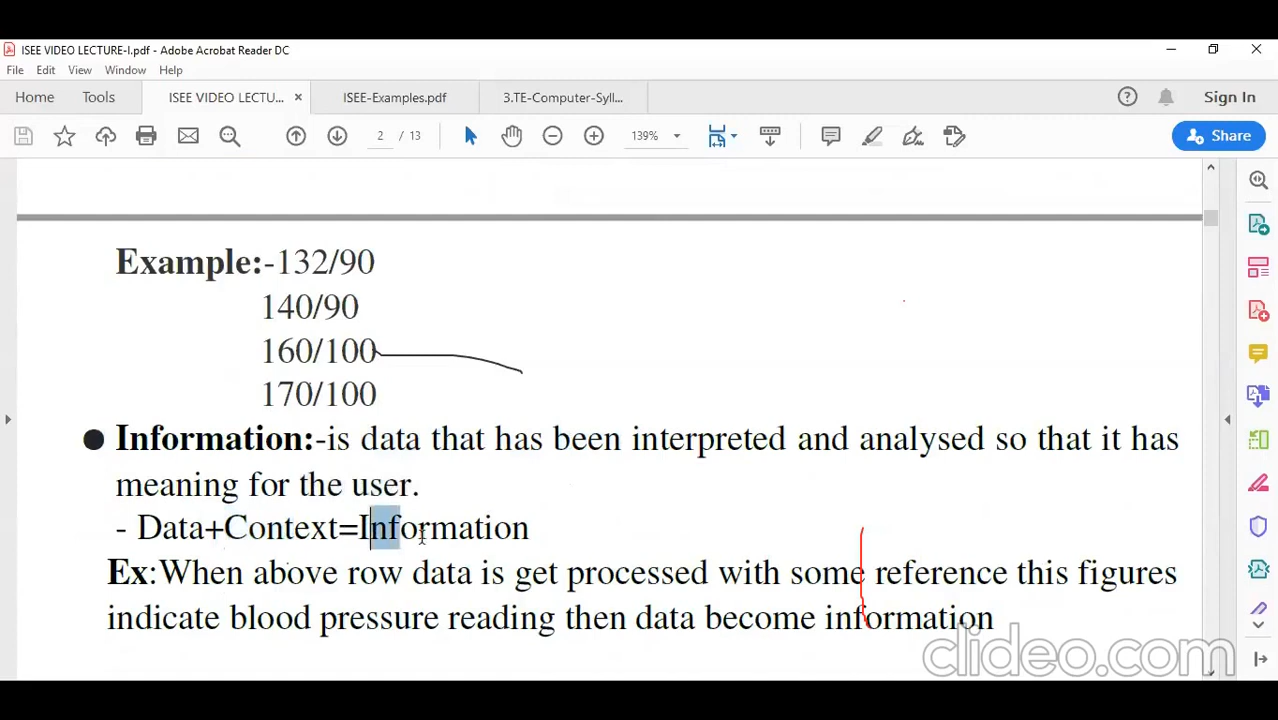 ISEE VIDEO LECTURE-I.pdf - Adobe Acrobat Reader DC
File Edit View Window Help
Home Tools ISEE VIDEO LECTU... × ISEE-Examples.pdf 3.TE-Computer-Syll... Sign In
2 / 13 139% Share
Example:-132/90
140/90
160/100
170/100
● Information:-is data that has been interpreted and analysed so that it has
meaning for the user.
- Data+Context=Information
Ex:When above row data is get processed with some reference this figures
indicate blood pressure reading then data become information
clideo.com